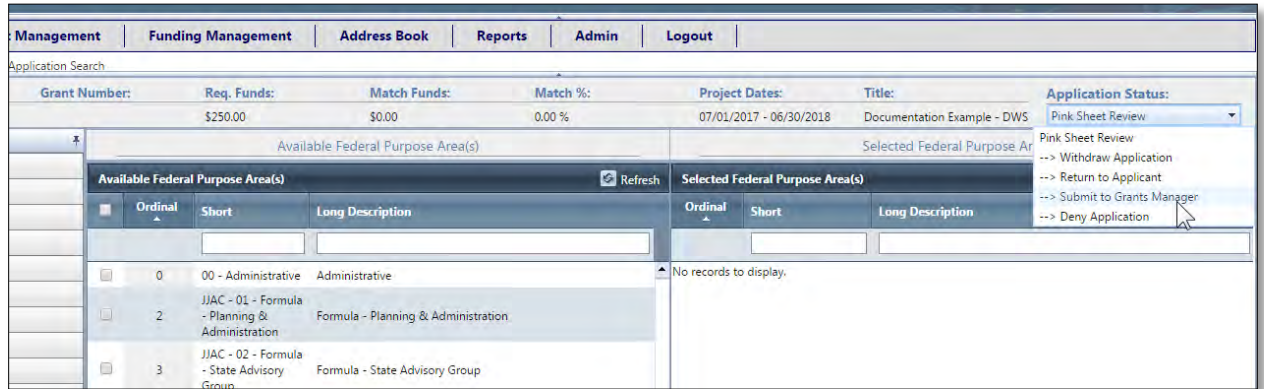 Management Funding Management Address Book Reports Admin Logout
Application Search
Grant Number: Req. Funds: Match Funds: Match %: Project Dates: Title: Application Status:
$250.00 $0.00 0.00 % 07/01/2017 - 06/30/2018 Documentation Example - DWS Pink Sheet Review
Available Federal Purpose Area(s) Selected Federal Purpose Ar
Pink Sheet Review
--> Withdraw Application
--> Return to Applicant
--> Submit to Grants Manager
--> Deny Application
Available Federal Purpose Area(s) Refresh Selected Federal Purpose Area(s)
Ordinal Short Long Description Ordinal Short Long Description
0 00 - Administrative Administrative No records to display.
JJAC - 01 - Formula
2 - Planning & Formula - Planning & Administration
Administration
JJAC - 02 - Formula
3 - State Advisory Formula - State Advisory Group
Group